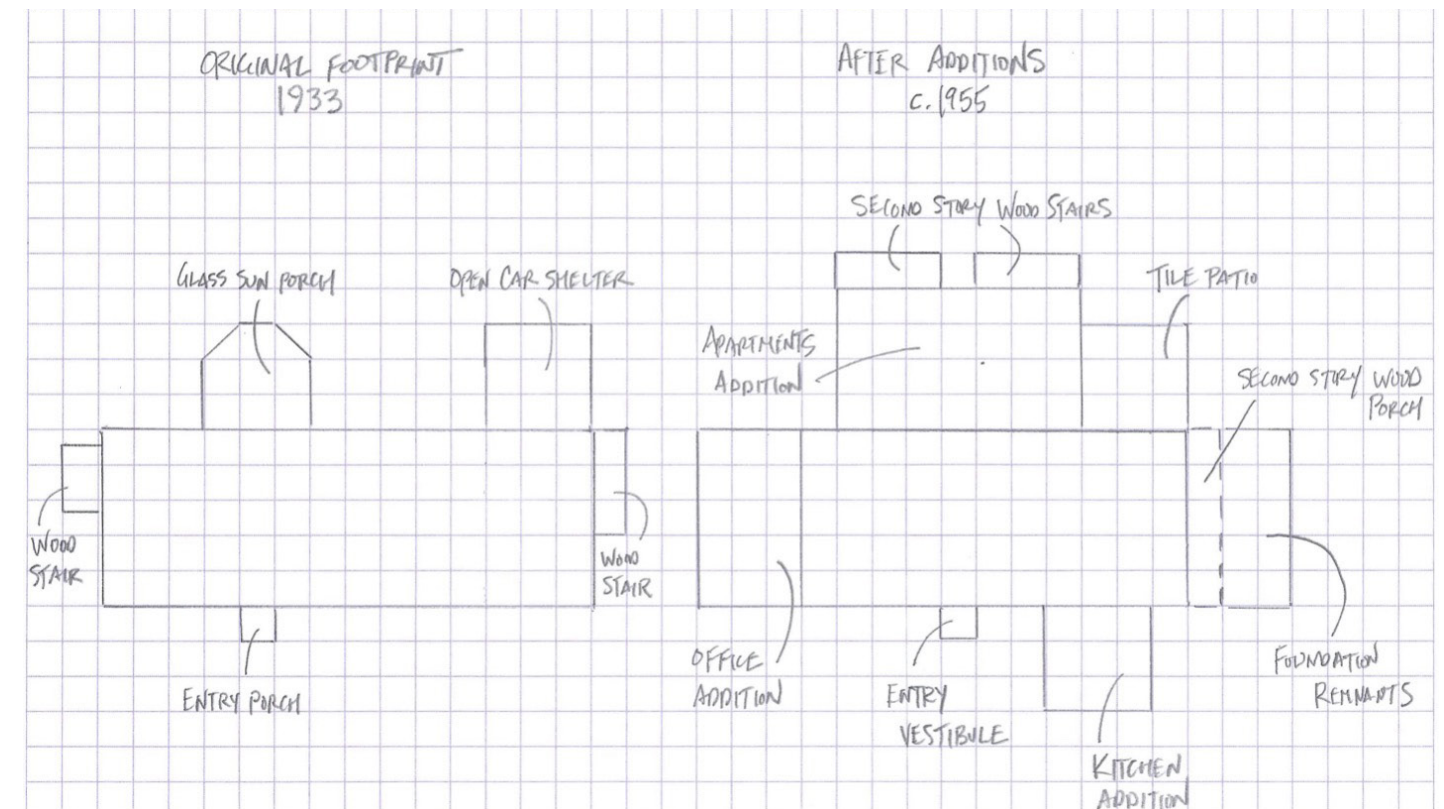 ORIGINAL FOOTPRINT
1933
GLASS SUN PORCH
OPEN CAR SHELTER
WOOD
STAIR
WOOD
STAIR
ENTRY PORCH
AFTER ADDITIONS
c. 1955
SECOND STORY WOOD STAIRS
TILE PATIO
APARTMENTS
ADDITION
SECOND STORY WOOD
PORCH
OFFICE
ADDITION
ENTRY
VESTIBULE
KITCHEN
ADDITION
FOUNDATION
REMNANTS